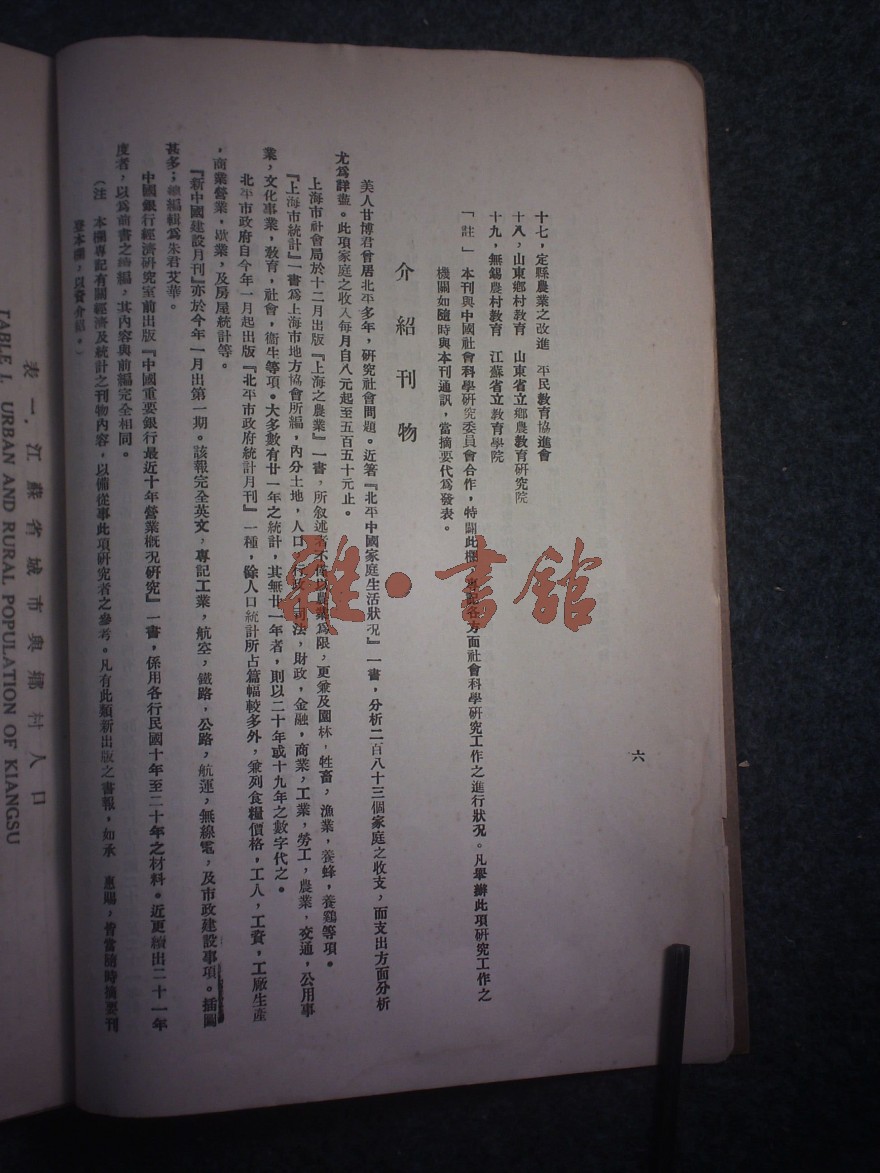 六
十七，定縣農業之改進　平民教育協進會
十八，山東鄉村教育　山東省立鄉農教育研究院
十九，無錫農村教育　江蘇省立教育學院
「註」　本刊與中國社會科學研究委員會合作，特闢此欄，方面社會科學研究工作之進行狀況。凡舉辦此項研究工作之
機關如隨時與本刊通訊，當摘要代爲發表。
介紹刊物
美人甘博君曾居北平多年，研究社會問題。近著『北平中國家庭生活狀況』一書，分析二百八十三個家庭之收支，而支出方面分析
尤爲詳盡。此項家庭之收入每月自八元起至五百五十元止。
上海市社會局於十二月出版『上海之農業』一書，所叙述者不僅以農業爲限，更兼及園林，牲畜，漁業，養蜂，養鷄等項。
『上海市統計』一書爲上海市地方協會所編，內分土地，人口，行政，司法，財政，金融，商業，工業，勞工，農業，交通，公用事
業，文化事業，教育，社會，衞生等項。大多數有廿一年之統計，其無廿一年者，則以二十年或十九年之數字代之。
北平市政府自今年一月起出版『北平市政府統計月刊』一種，除人口統計所占篇幅較多外，兼列食糧價格，工人，工資，工廠生產
，商業營業，歇業，及房屋統計等。
『新中國建設月刊』亦於今年一月出第一期。該報完全英文，專記工業，航空，鐵路，公路，航運，無線電，及市政建設事項。插圖
甚多；總編輯爲朱君艾華。
中國銀行經濟研究室前出版『中國重要銀行最近十年營業概況研究』一書，係用各行民國十年至二十年之材料。近更續出二十一年
度者，以爲前書之續編，其內容與前編完全相同。
（注　本欄專記有關經濟及統計之刊物內容，以備從事此項研究者之參考。凡有此類新出版之書報，如承　惠賜，皆當隨時摘要刊
登本欄，以資介紹。）
表一．江蘇省城市與鄉村人口
TABLE I. URBAN AND RURAL POPULATION OF KIANGSU
雜·書館